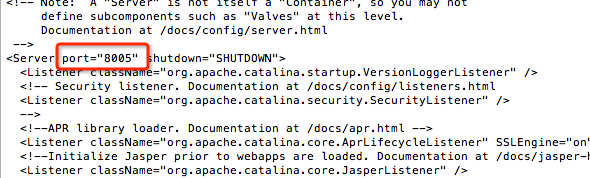 <!-- Note:  A "Server" is not itself a "Container", so you may not
define subcomponents such as "Valves" at this level.
Documentation at /docs/config/server.html
-->
<Server port="8005" shutdown="SHUTDOWN">
<Listener className="org.apache.catalina.startup.VersionLoggerListener" />
<!-- Security listener. Documentation at /docs/config/listeners.html
<Listener className="org.apache.catalina.security.SecurityListener" />
-->
<!--APR library loader. Documentation at /docs/apr.html -->
<Listener className="org.apache.catalina.core.AprLifecycleListener" SSLEngine="on"
<!--Initialize Jasper prior to webapps are loaded. Documentation at /docs/jasper-h
<Listener className="org.apache.catalina.core.JasperListener" />